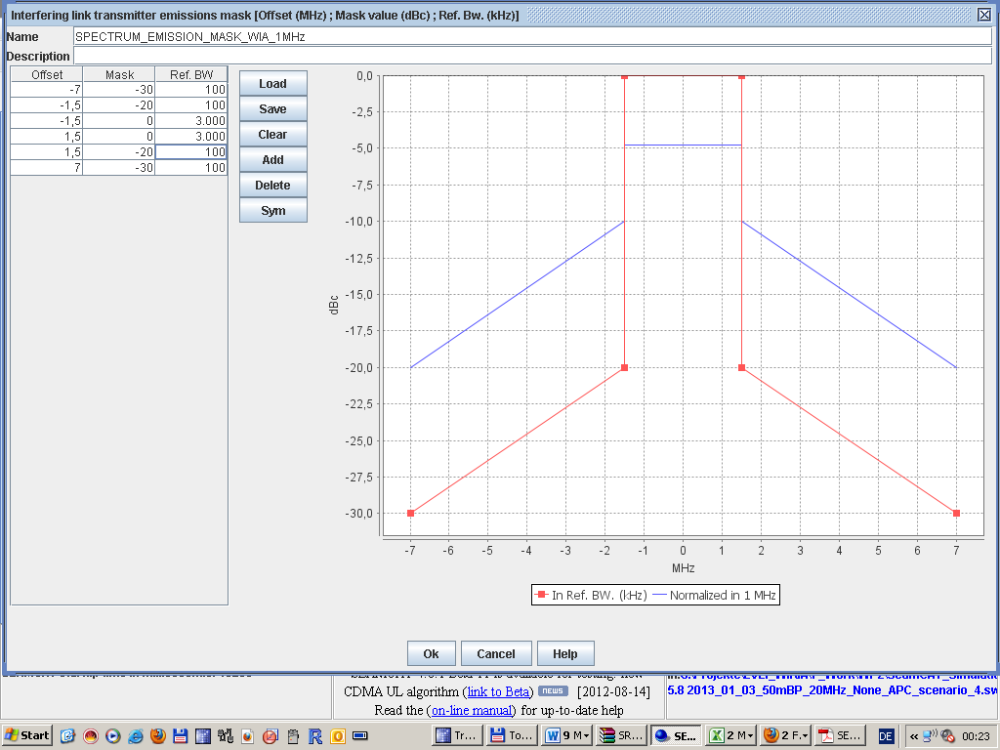 Interfering link transmitter emissions mask [Offset (MHz) ; Mask value (dBc) ; Ref. Bw. (kHz)]
Name SPECTRUM_EMISSION_MASK_WIA_1MHz
Description
Offset Mask Ref. BW
-7 -30 100
-1,5 -20 100
-1,5 0 3.000
1,5 0 3.000
1,5 -20 100
7 -30 100
Load
Save
Clear
Add
Delete
Sym
0,0
-2,5
-5,0
-7,5
-10,0
-12,5
-15,0
-17,5
-20,0
-22,5
-25,0
-27,5
-30,0
dBc
-7 -6 -5 -4 -3 -2 -1 0 1 2 3 4 5 6 7
MHz
In Ref. BW. (kHz) Normalized in 1 MHz
Ok Cancel Help
CDMA UL algorithm (link to Beta) NEWS [2012-08-14]
5.8 2013_01_03_50mBP_20MHz_None_APC_scenario_4.sw
Read the (on-line manual) for up-to-date help
Start Tr... To... 9 M SR... SE... 2 M 2 F. SE... DE « 00:23